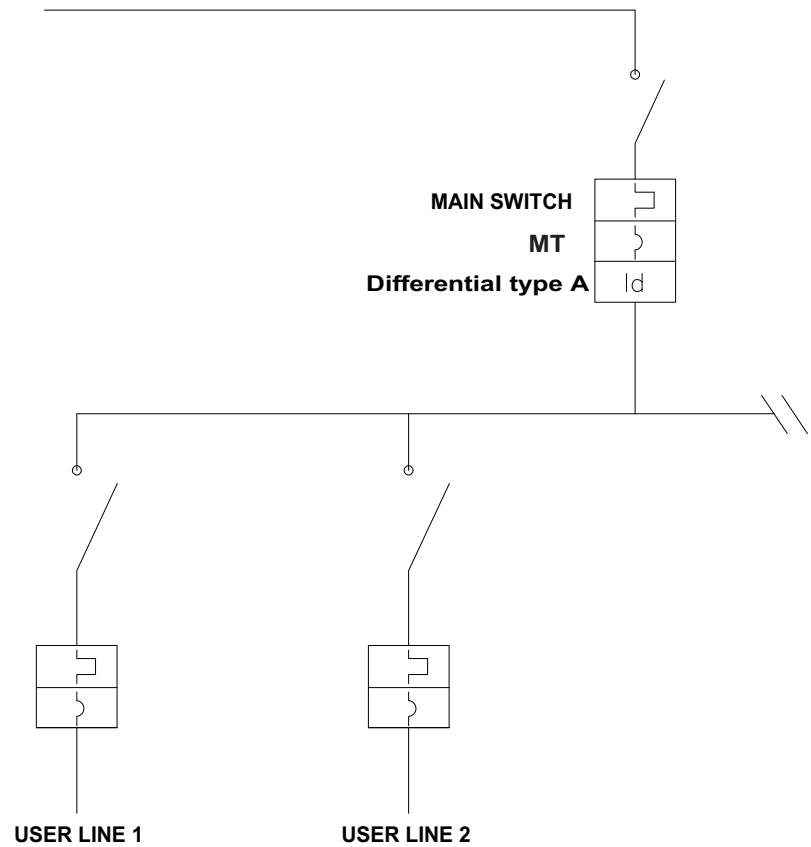 MAIN SWITCH
MT
Differential type A
Id
USER LINE 1
USER LINE 2